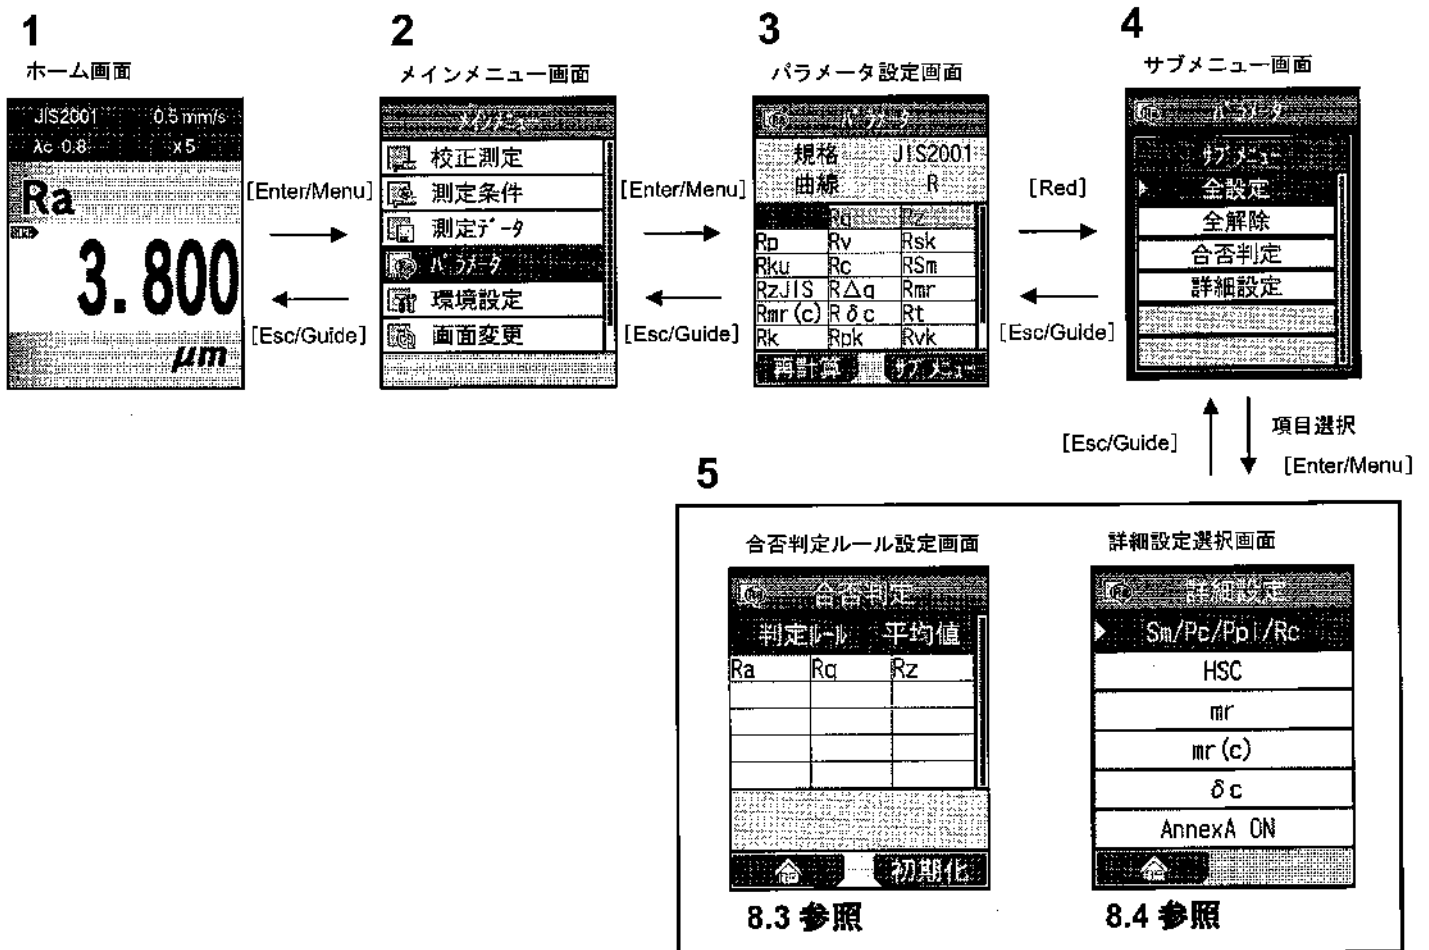 1
ホーム画面
JIS2001 0.5 mm/s
λc 0.8 x5
Ra
3.800
μm
[Enter/Menu]
[Esc/Guide]
2
メインメニュー画面
メインメニュー
校正測定
測定条件
測定データ
パラメータ
環境設定
画面変更
[Enter/Menu]
[Esc/Guide]
3
パラメータ設定画面
パラメータ
規格 JIS2001
曲線 R
Rq Rz
Rp Rv Rsk
Rku Rc RSm
RzJIS RΔq Rmr
Rmr(c) Rδc Rt
Rk Rpk Rvk
再計算 サブメニュー
[Red]
[Esc/Guide]
4
サブメニュー画面
パラメータ
サブメニュー
全設定
全解除
合否判定
詳細設定
[Esc/Guide]
項目選択
[Enter/Menu]
5
合否判定ルール設定画面
合否判定
判定ルール 平均値
Ra Rq Rz
初期化
8.3 参照
詳細設定選択画面
詳細設定
Sm/Pc/Ppi/Rc
HSC
mr
mr(c)
δc
AnnexA ON
8.4 参照